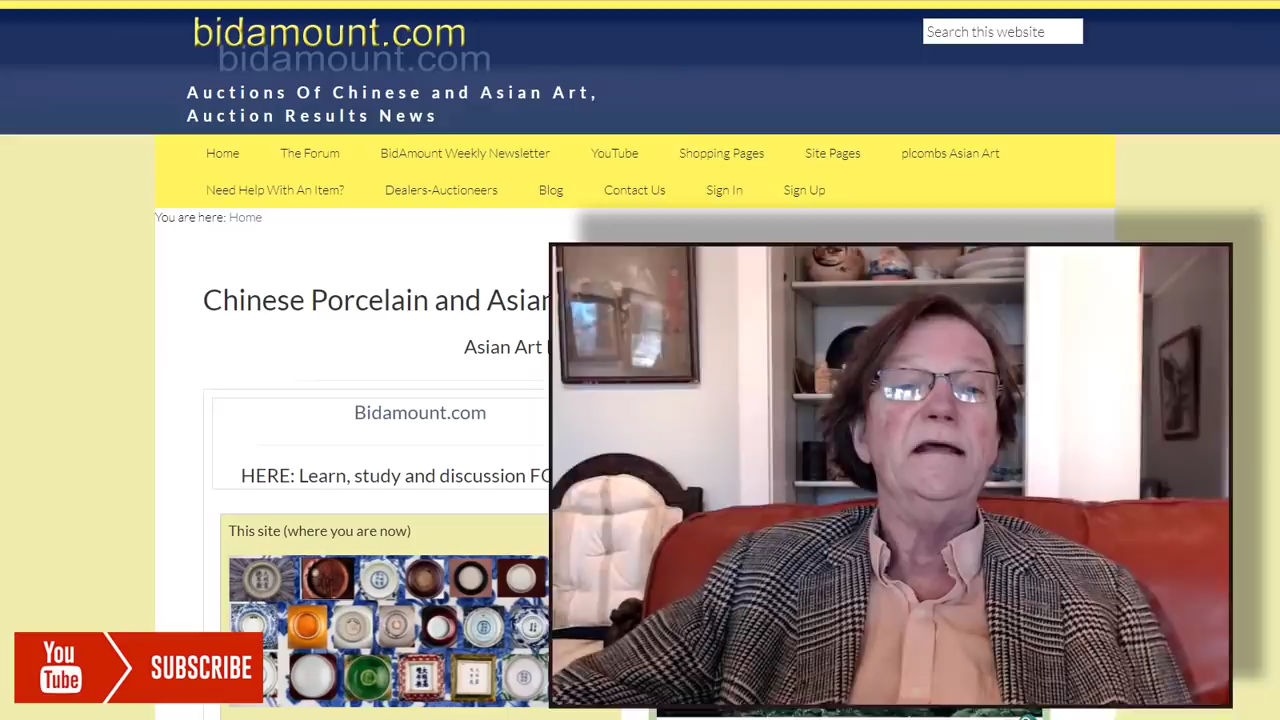 bidamount.com
bidamount.com
Search this website
Auctions Of Chinese and Asian Art,
Auction Results News
Home The Forum BidAmount Weekly Newsletter YouTube Shopping Pages Site Pages plcombs Asian Art
Need Help With An Item? Dealers-Auctioneers Blog Contact Us Sign In Sign Up
You are here: Home
Chinese Porcelain and Asian
Asian Art
Bidamount.com
HERE: Learn, study and discussion
This site (where you are now)
You
Tube
SUBSCRIBE